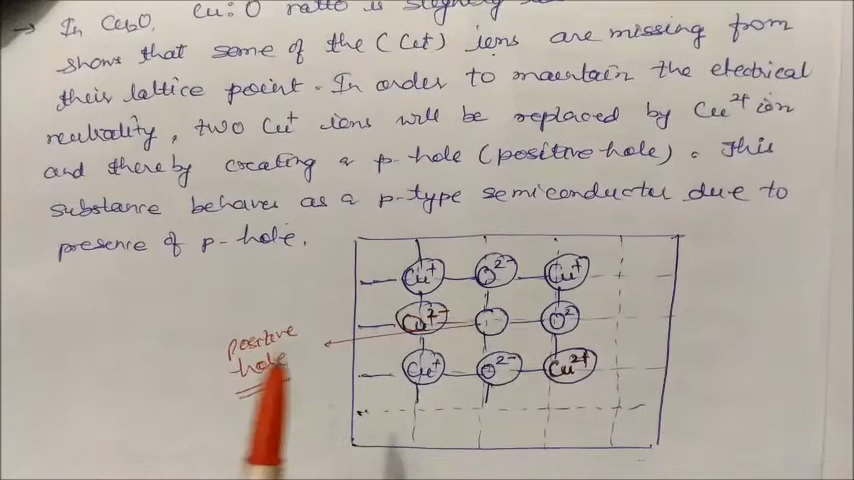 → In Cu2O, Cu:O ratio is slightly
shows that some of the (Cu+) ions are missing from
their lattice point. In order to maintain the electrical
neutrality, two Cu+ ions will be replaced by Cu2+ ion
and thereby creating a p-hole (positive hole). This
substance behaves as a p-type semiconductor due to
presence of p-hole.
Cu+ O2- Cu+
Cu2- O2
Positive
hole
Cu+ O2- Cu2+